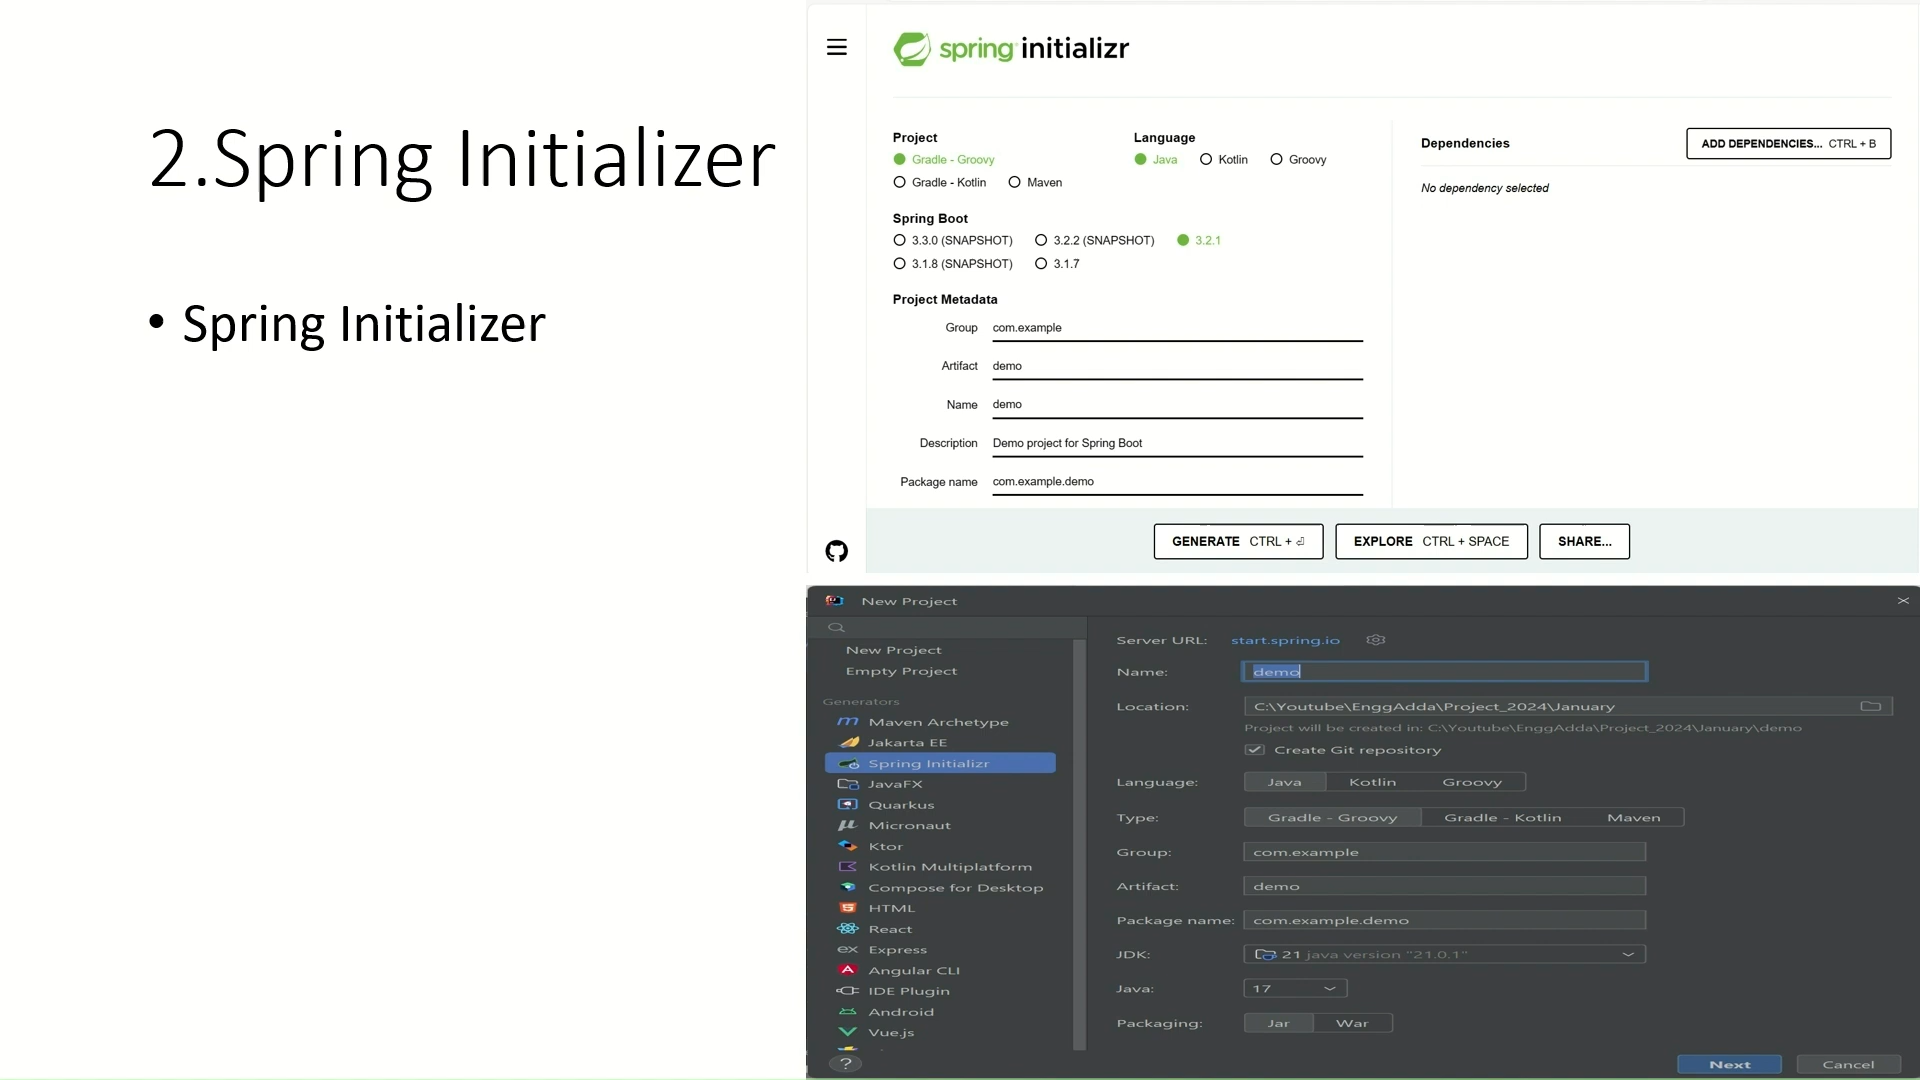 2.Spring Initializer
• Spring Initializer
spring initializr
Project
Gradle - Groovy
Gradle - Kotlin Maven
Language
Java Kotlin Groovy
Spring Boot
3.3.0 (SNAPSHOT) 3.2.2 (SNAPSHOT) 3.2.1
3.1.8 (SNAPSHOT) 3.1.7
Project Metadata
Group com.example
Artifact demo
Name demo
Description Demo project for Spring Boot
Package name com.example.demo
Dependencies
ADD DEPENDENCIES... CTRL + B
No dependency selected
GENERATE CTRL + ⏎
EXPLORE CTRL + SPACE
SHARE...
New Project
New Project
Empty Project
Generators
Maven Archetype
Jakarta EE
Spring Initializr
JavaFX
Quarkus
Micronaut
Ktor
Kotlin Multiplatform
Compose for Desktop
HTML
React
Express
Angular CLI
IDE Plugin
Android
Vue.js
?
Server URL: start.spring.io
Name: demo
Location: C:\Youtube\EnggAdda\Project_2024\January
Project will be created in: C:\Youtube\EnggAdda\Project_2024\January\demo
Create Git repository
Language: Java Kotlin Groovy
Type: Gradle - Groovy Gradle - Kotlin Maven
Group: com.example
Artifact: demo
Package name: com.example.demo
JDK: 21 java version "21.0.1"
Java: 17
Packaging: Jar War
Next Cancel